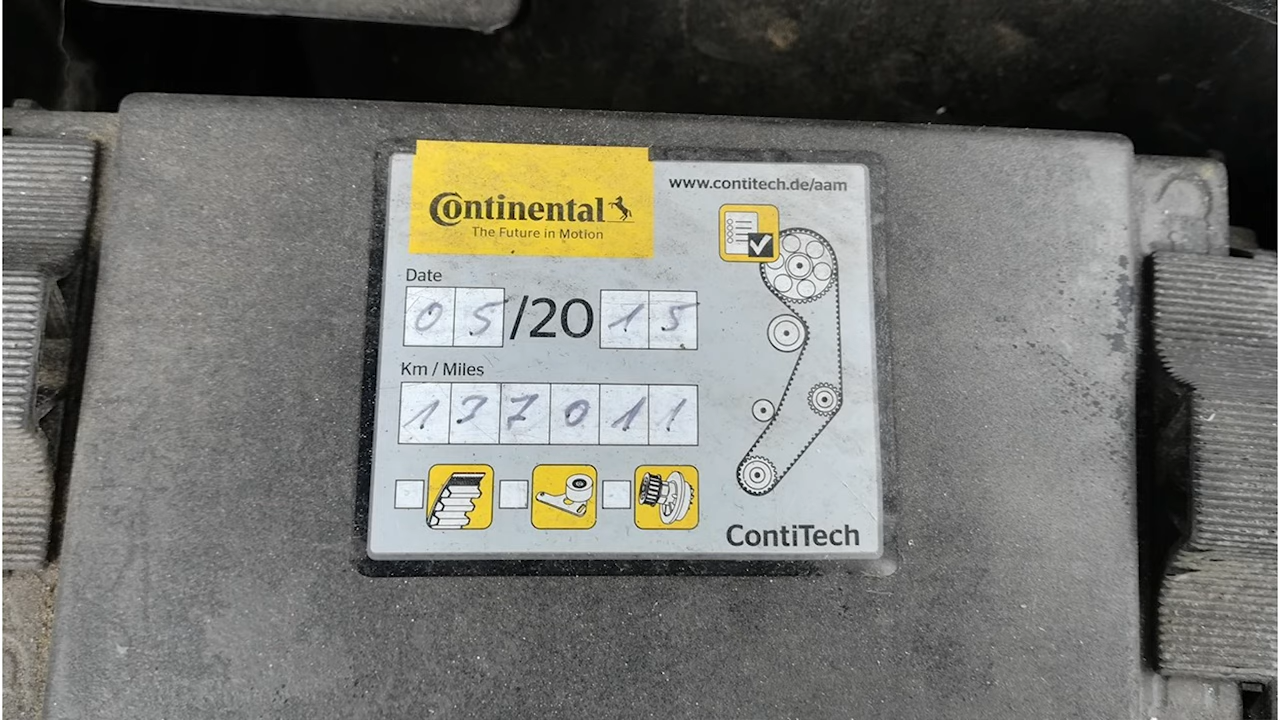 Continental
The Future in Motion
www.contitech.de/aam
Date
05/2015
Km / Miles
137011
ContiTech